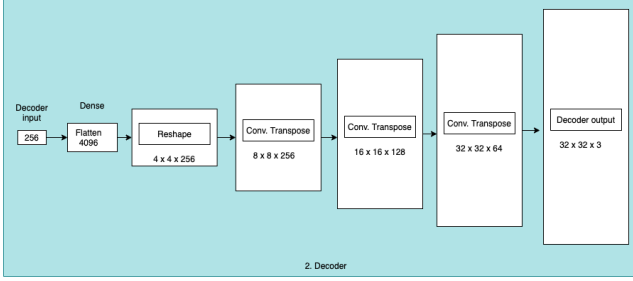 Decoder
input
256
Dense
Flatten
4096
Reshape
4 x 4 x 256
Conv. Transpose
8 x 8 x 256
Conv. Transpose
16 x 16 x 128
Conv. Transpose
32 x 32 x 64
Decoder output
32 x 32 x 3
2. Decoder